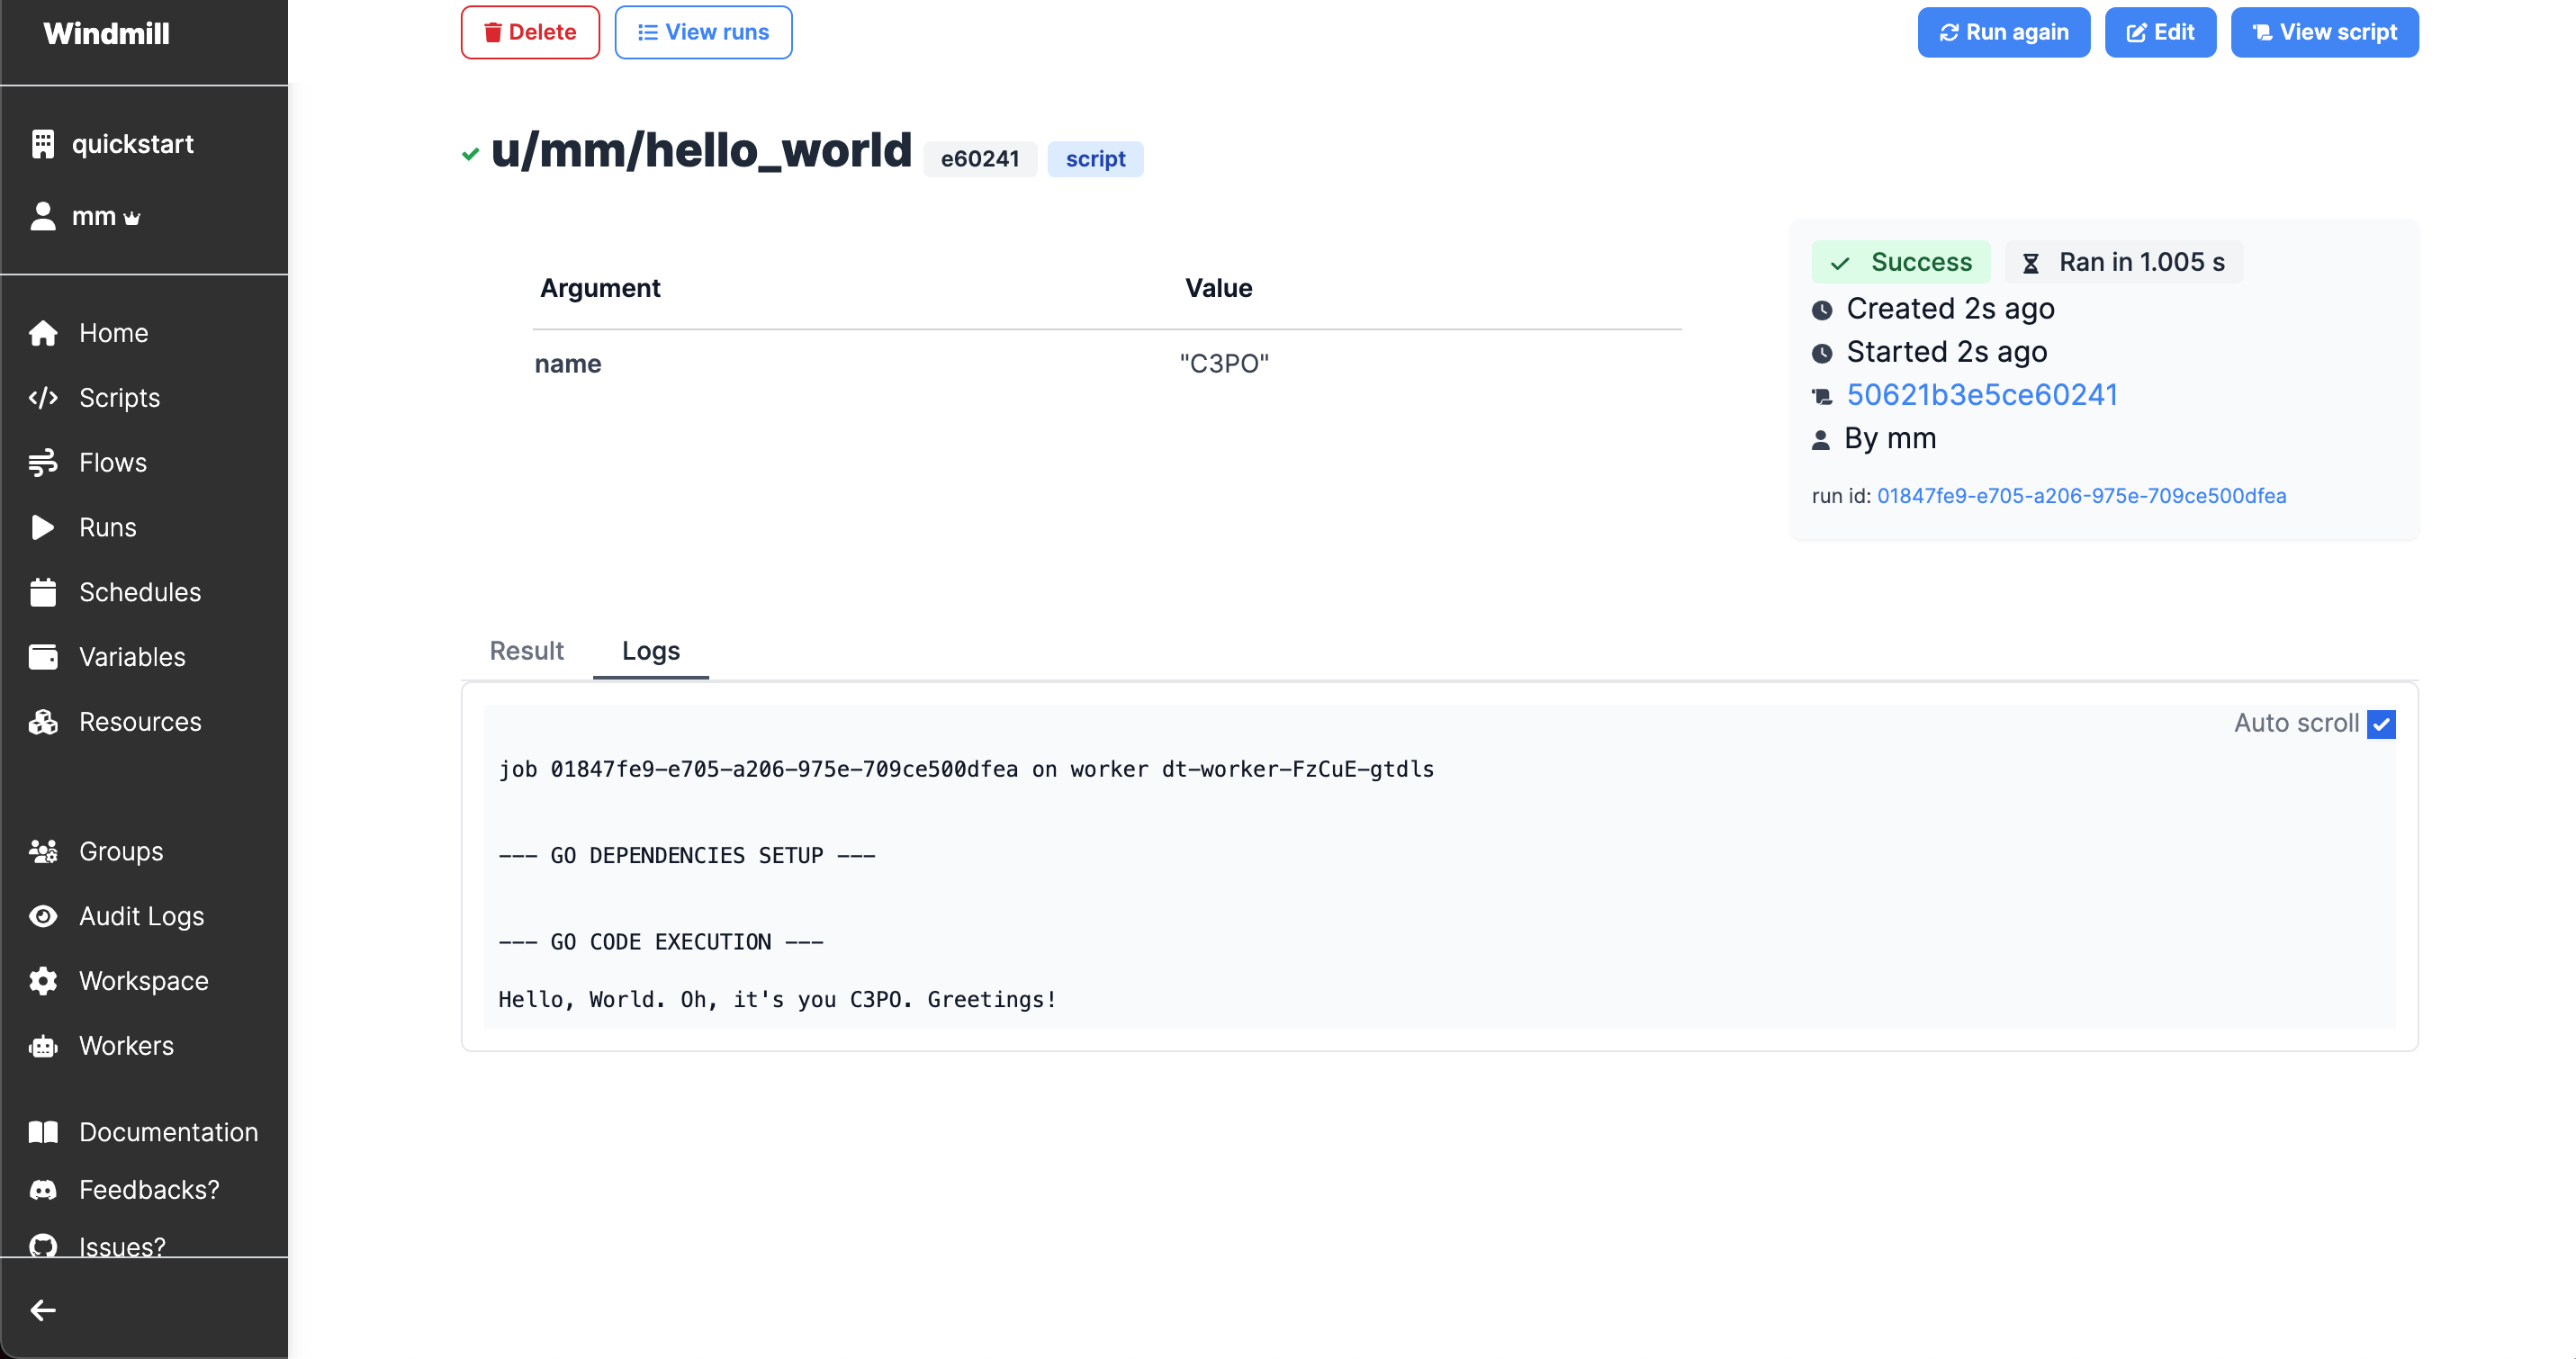 Windmill
quickstart
mm
Home
Scripts
Flows
Runs
Schedules
Variables
Resources
Groups
Audit Logs
Workspace
Workers
Documentation
Feedbacks?
Issues?
Delete
View runs
Run again
Edit
View script
u/mm/hello_world e60241 script
Argument Value
name "C3PO"
Success Ran in 1.005 s
Created 2s ago
Started 2s ago
50621b3e5ce60241
By mm
run id: 01847fe9-e705-a206-975e-709ce500dfea
Result Logs
Auto scroll
job 01847fe9-e705-a206-975e-709ce500dfea on worker dt-worker-FzCuE-gtdls
--- GO DEPENDENCIES SETUP ---
--- GO CODE EXECUTION ---
Hello, World. Oh, it's you C3PO. Greetings!